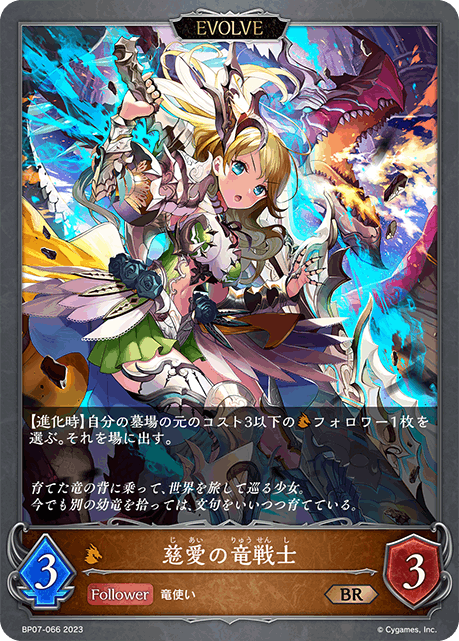 EVOLVE
【進化時】自分の墓場の元のコスト3以下のフォロワー1枚を
選ぶ。それを場に出す。
育てた竜の背に乗って、世界を旅して巡る少女。
今でも別の幼竜を拾っては、文句をいいつつ育てている。
じあい りゅうせんし
慈愛の竜戦士
3
3
Follower 竜使い
BR
BP07-066 2023
© Cygames, Inc.